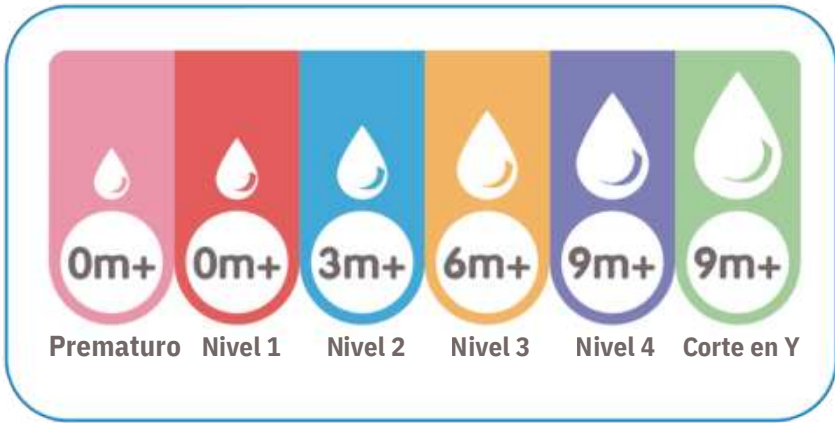 0m+ 0m+ 3m+ 6m+ 9m+ 9m+
Prematuro Nivel 1 Nivel 2 Nivel 3 Nivel 4 Corte en Y